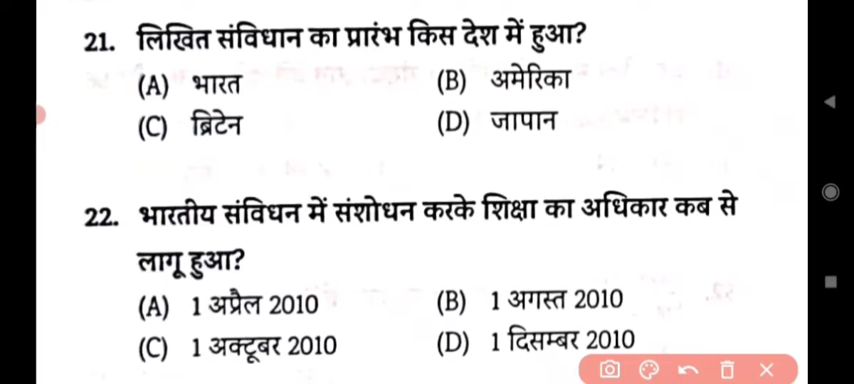 21. लिखित संविधान का प्रारंभ किस देश में हुआ?
(A) भारत (B) अमेरिका
(C) ब्रिटेन (D) जापान
22. भारतीय संविधन में संशोधन करके शिक्षा का अधिकार कब से
लागू हुआ?
(A) 1 अप्रैल 2010 (B) 1 अगस्त 2010
(C) 1 अक्टूबर 2010 (D) 1 दिसम्बर 2010